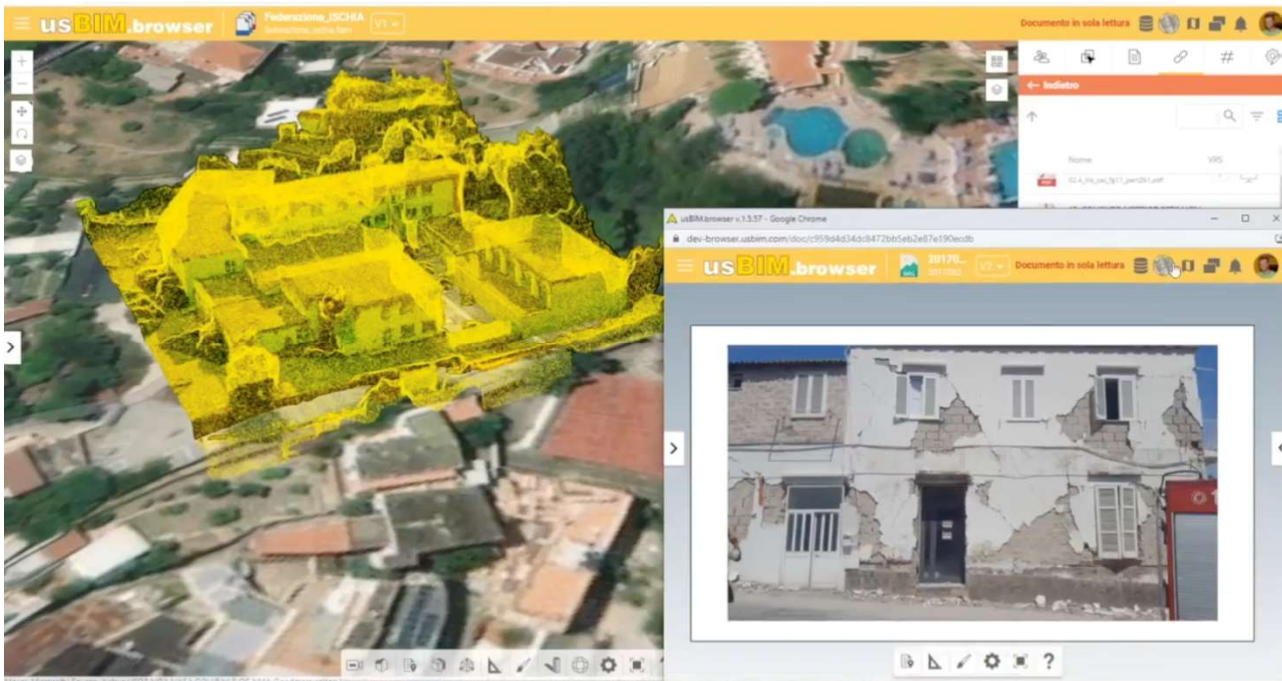 usBIM.browser
Federazione_ISCHIA
V1
Documento in sola lettura
Indietro
Nome
VRS
usBIM.browser v.1.3.57 - Google Chrome
dev-browser.usbim.com/doc/c959d4d34dc8472bb5eb2e87e190ecdb
usBIM.browser
20170...
V2
Documento in sola lettura